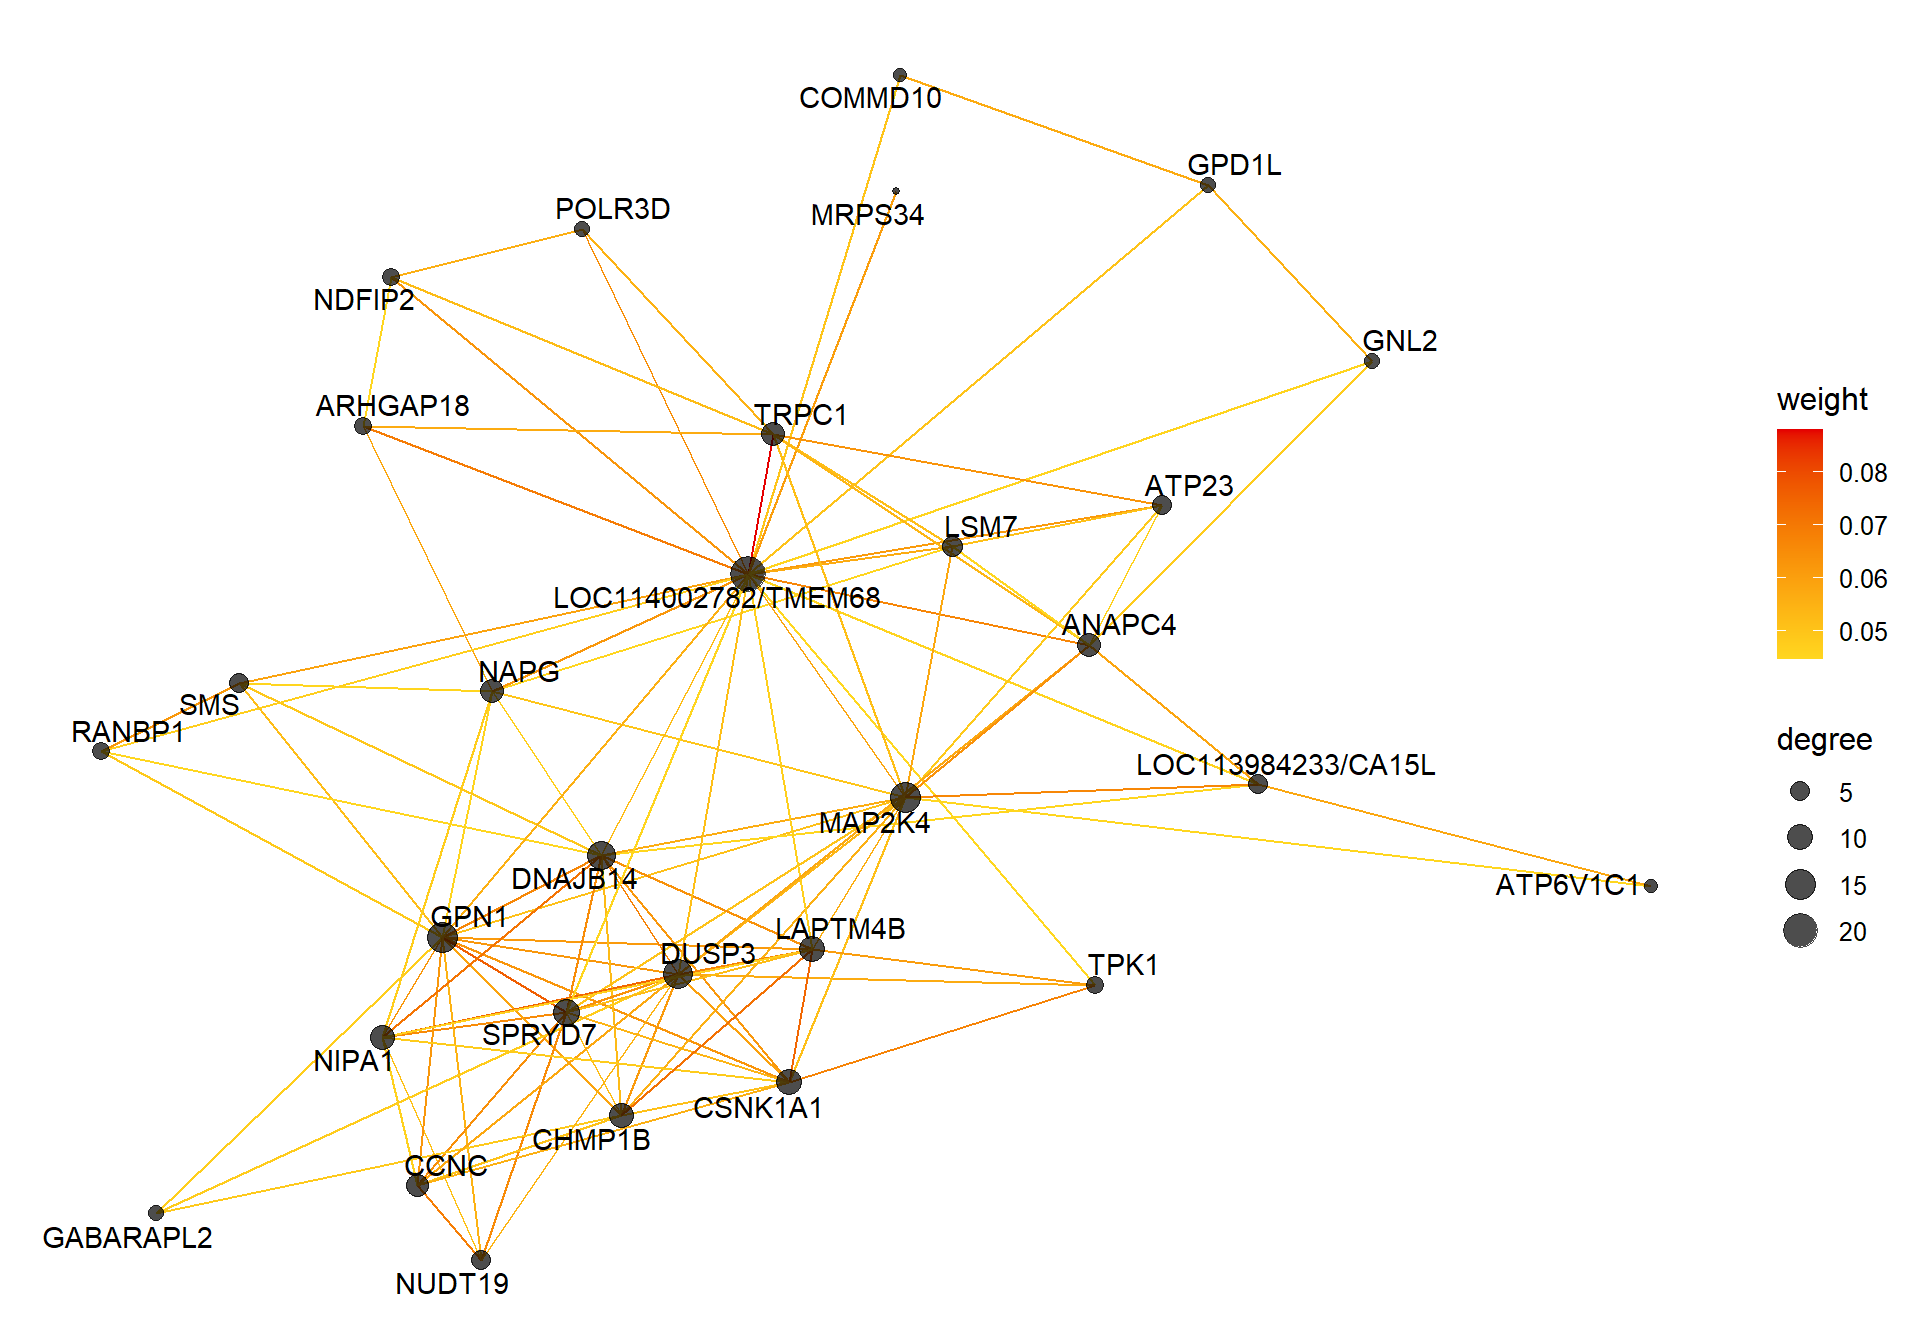 COMMD10
GPD1L
MRPS34
POLR3D
NDFIP2
GNL2
ARHGAP18
TRPC1
ATP23
LSM7
LOC114002782/TMEM68
ANAPC4
NAPG
SMS
RANBP1
LOC113984233/CA15L
MAP2K4
DNAJB14
ATP6V1C1
GPN1
LAPTM4B
DUSP3
TPK1
SPRYD7
NIPA1
CSNK1A1
CHMP1B
CCNC
GABARAPL2
NUDT19
weight
0.08
0.07
0.06
0.05
degree
5
10
15
20